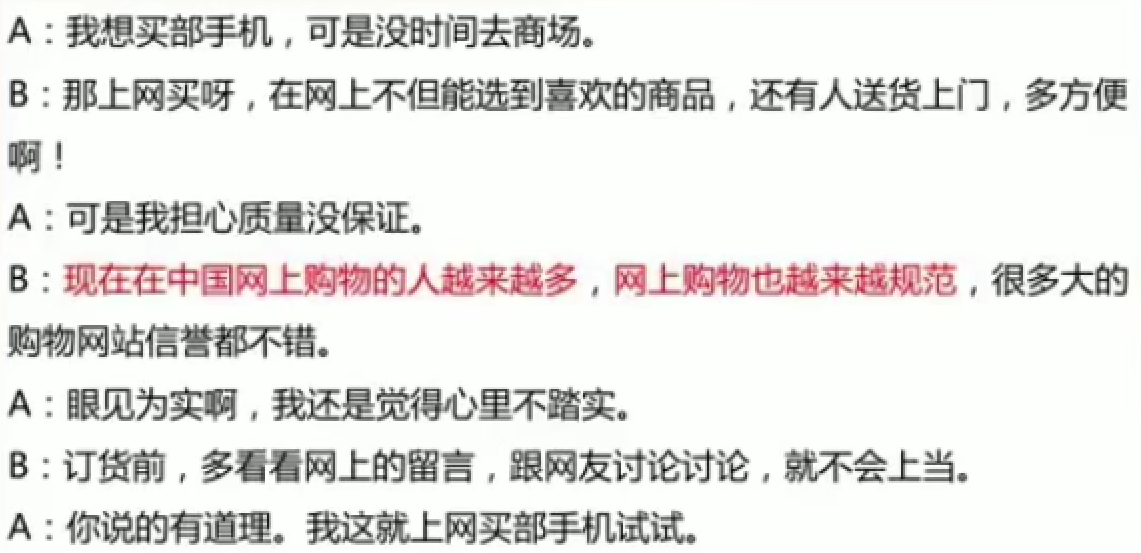 A：我想买部手机，可是没时间去商场。
B：那上网买呀，在网上不但能选到喜欢的商品，还有人送货上门，多方便
啊！
A：可是我担心质量没保证。
B：现在在中国网上购物的人越来越多，网上购物也越来越规范，很多大的
购物网站信誉都不错。
A：眼见为实啊，我还是觉得心里不踏实。
B：订货前，多看看网上的留言，跟网友讨论讨论，就不会上当。
A：你说的有道理。我这就上网买部手机试试。